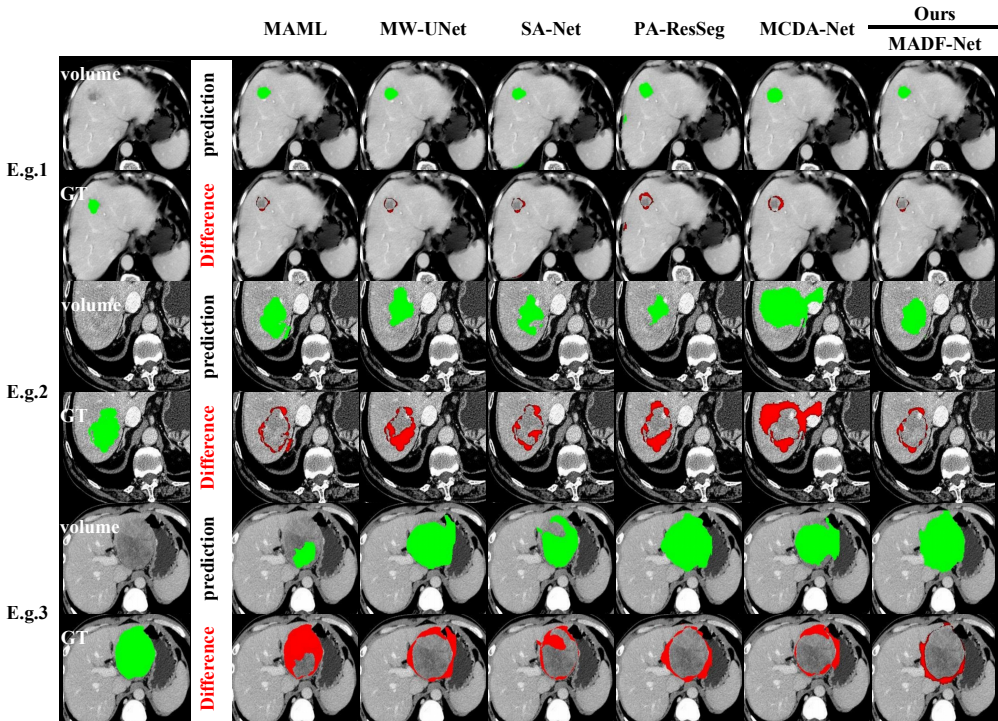 Ours
MAML MW-UNet SA-Net PA-ResSeg MCDA-Net MADF-Net
E.g.1
volume
prediction
GT
Difference
E.g.2
volume
prediction
GT
Difference
E.g.3
volume
prediction
GT
Difference